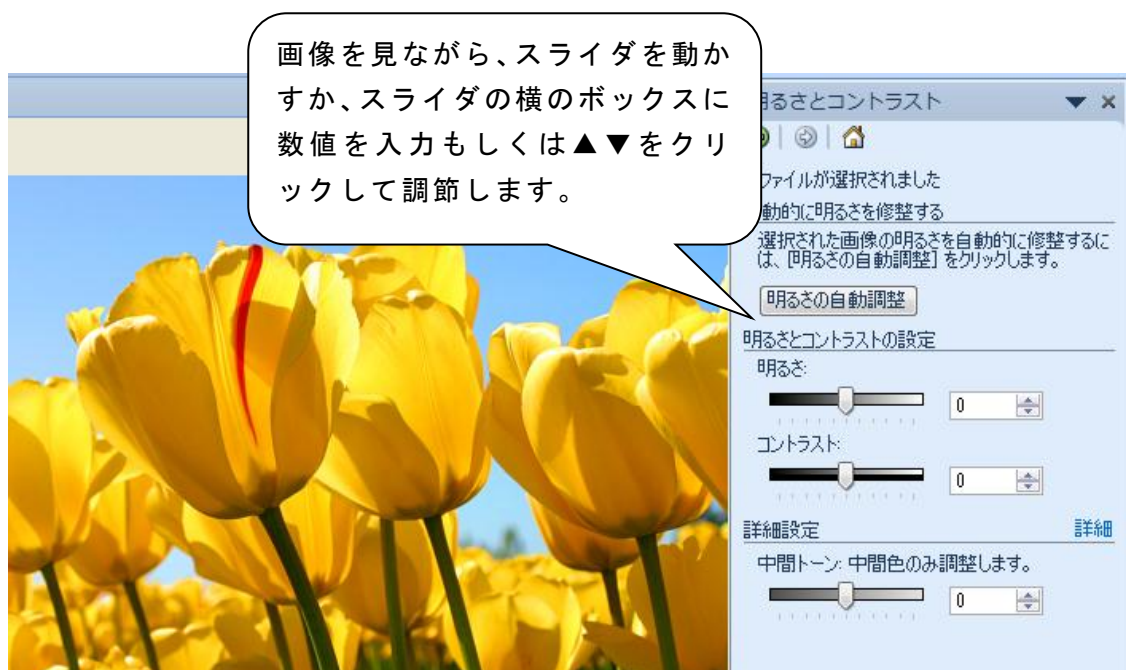 画像を見ながら、スライダを動か
すか、スライダの横のボックスに
数値を入力もしくは▲▼をクリ
ックして調節します。
明るさとコントラスト
ファイルが選択されました
動的に明るさを修整する
選択された画像の明るさを自動的に修整するに
は、[明るさの自動調整] をクリックします。
明るさの自動調整
明るさとコントラストの設定
明るさ:
0
コントラスト:
0
詳細設定 詳細
中間トーン: 中間色のみ調整します。
0